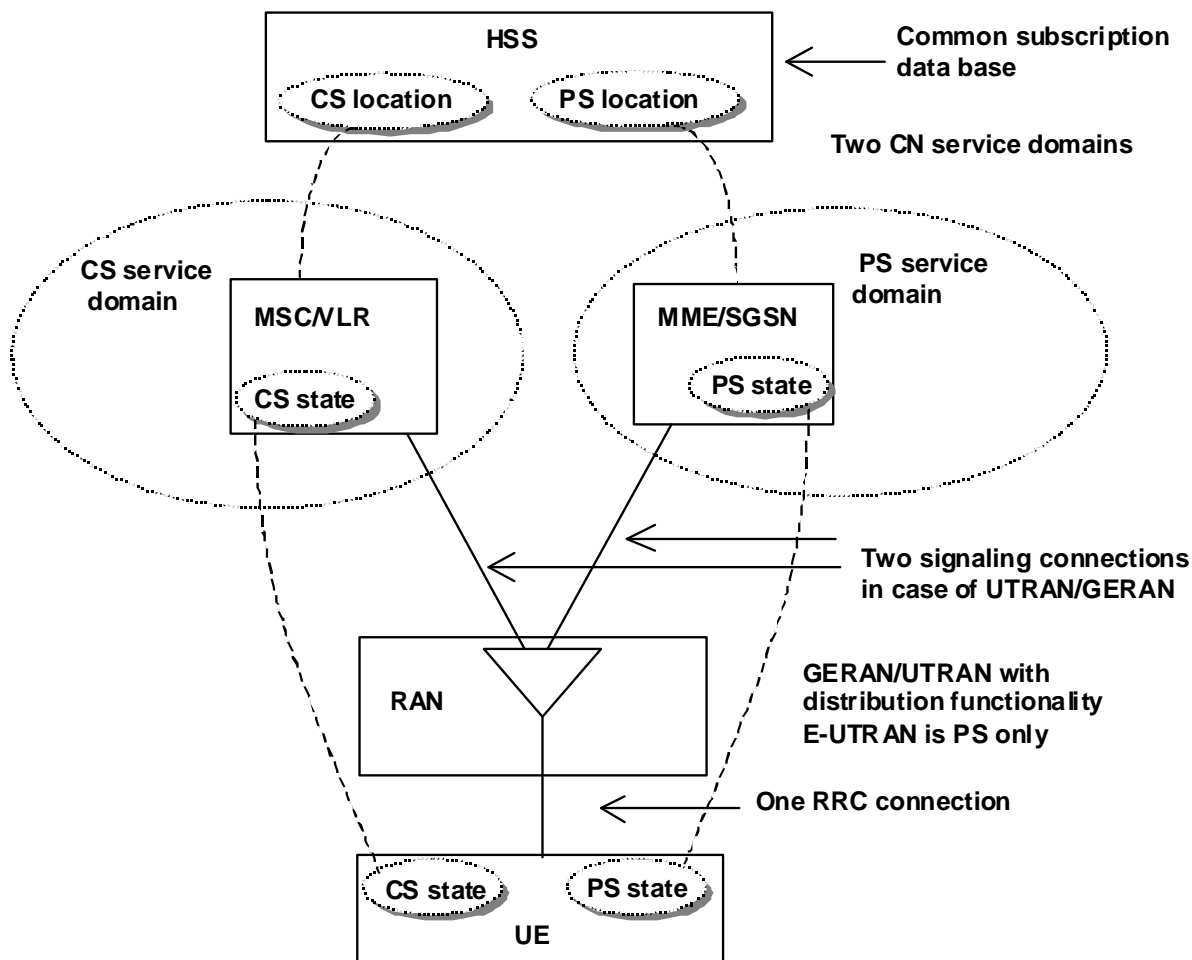 HSS
Common subscription
data base
CS location
PS location
Two CN service domains
CS service
domain
PS service
domain
MSC/VLR
MME/SGSN
CS state
PS state
Two signaling connections
in case of UTRAN/GERAN
RAN
GERAN/UTRAN with
distribution functionality
E-UTRAN is PS only
One RRC connection
CS state
PS state
UE